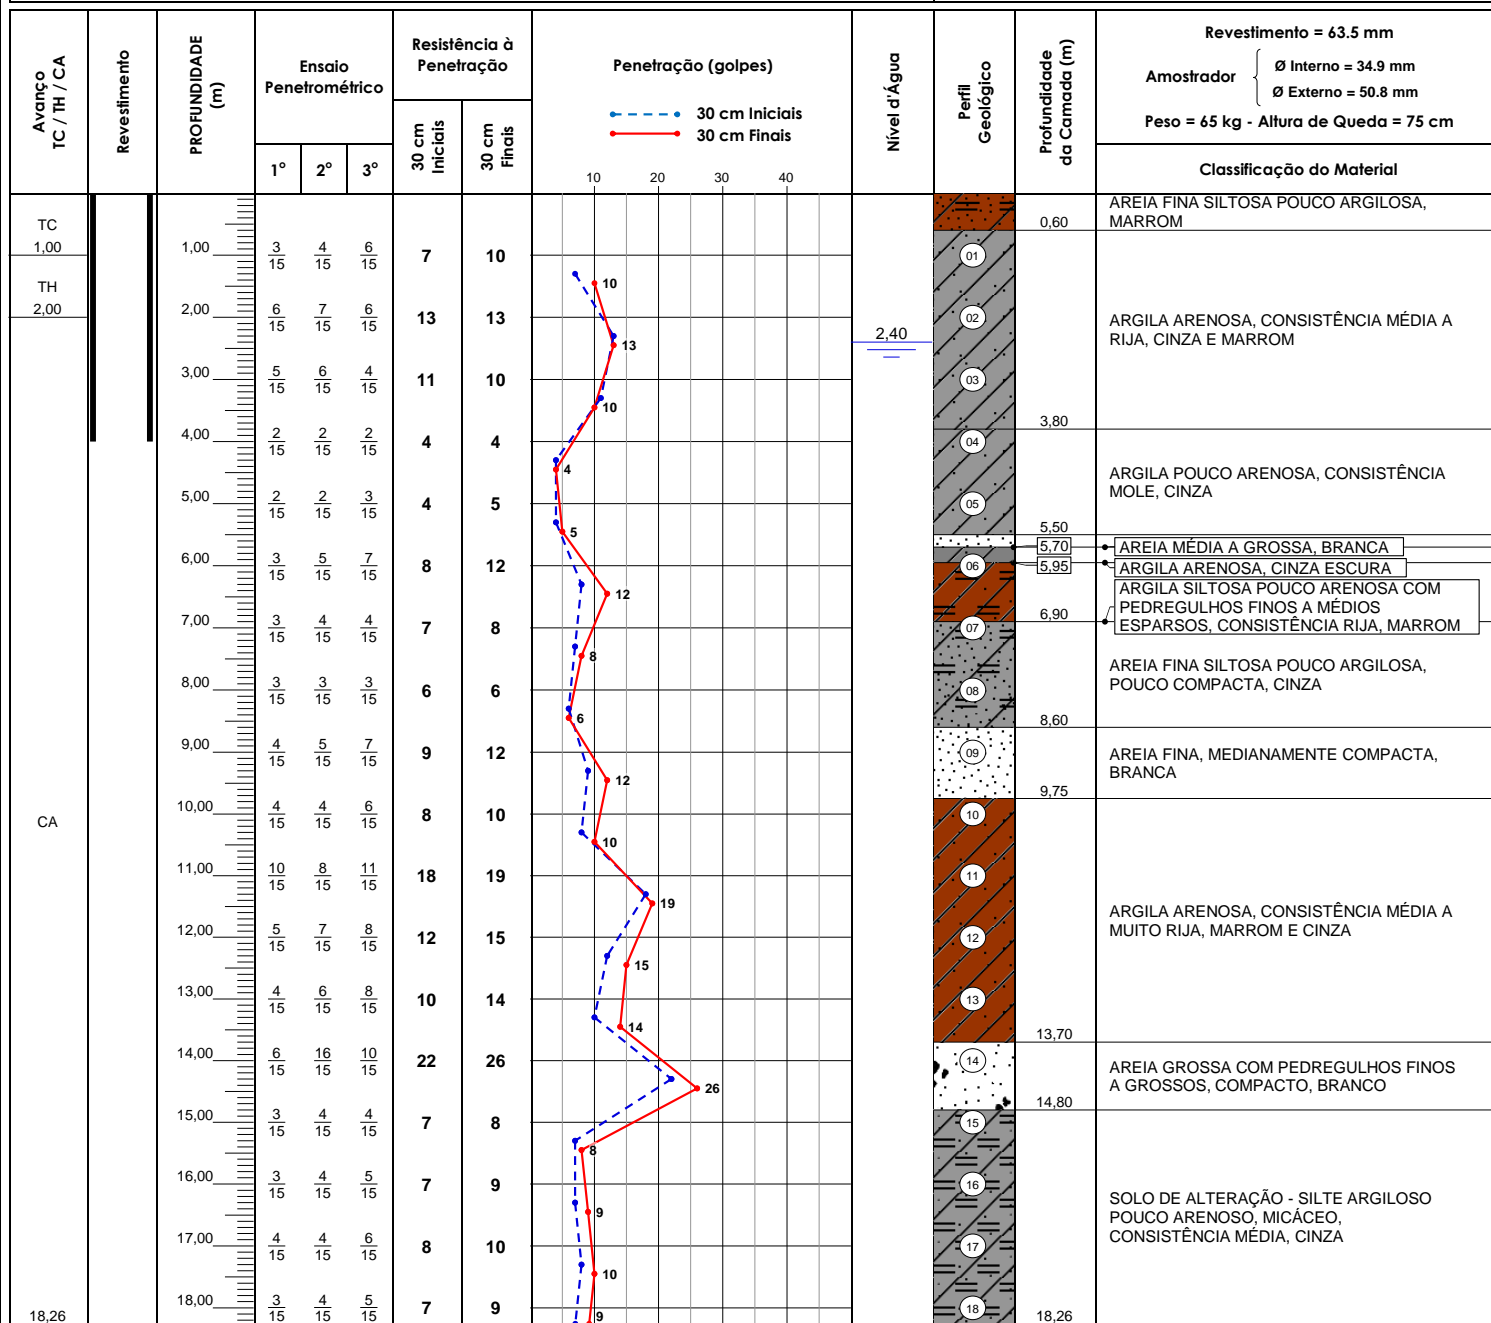 Avanço
TC / TH / CA
Revestimento
PROFUNDIDADE
(m)
Ensaio
Penetrométrico
1° 2° 3°
Resistência à
Penetração
30 cm
Iniciais
30 cm
Finais
Penetração (golpes)
30 cm Iniciais
30 cm Finais
10 20 30 40
Nível d'Água
Perfil
Geológico
Profundidade
da Camada (m)
Revestimento = 63.5 mm
Amostrador
Ø Interno = 34.9 mm
Ø Externo = 50.8 mm
Peso = 65 kg - Altura de Queda = 75 cm
Classificação do Material
TC
1,00
TH
2,00
CA
18,26
1,00 3/15 4/15 6/15 7 10
2,00 6/15 7/15 6/15 13 13
3,00 5/15 6/15 4/15 11 10
4,00 2/15 2/15 2/15 4 4
5,00 2/15 2/15 3/15 4 5
6,00 3/15 5/15 7/15 8 12
7,00 3/15 4/15 4/15 7 8
8,00 3/15 3/15 3/15 6 6
9,00 4/15 5/15 7/15 9 12
10,00 4/15 4/15 6/15 8 10
11,00 10/15 8/15 11/15 18 19
12,00 5/15 7/15 8/15 12 15
13,00 4/15 6/15 8/15 10 14
14,00 6/15 16/15 10/15 22 26
15,00 3/15 4/15 4/15 7 8
16,00 3/15 4/15 5/15 7 9
17,00 4/15 4/15 6/15 8 10
18,00 3/15 4/15 5/15 7 9
10
13
10
4
5
12
8
6
12
10
19
15
14
26
8
9
10
9
2,40
01
02
03
04
05
06
07
08
09
10
11
12
13
14
15
16
17
18
0,60
AREIA FINA SILTOSA POUCO ARGILOSA,
MARROM
3,80
ARGILA ARENOSA, CONSISTÊNCIA MÉDIA A
RIJA, CINZA E MARROM
5,50
ARGILA POUCO ARENOSA, CONSISTÊNCIA
MOLE, CINZA
5,70 AREIA MÉDIA A GROSSA, BRANCA
5,95 ARGILA ARENOSA, CINZA ESCURA
6,90
ARGILA SILTOSA POUCO ARENOSA COM
PEDREGULHOS FINOS A MÉDIOS
ESPARSOS, CONSISTÊNCIA RIJA, MARROM
8,60
AREIA FINA SILTOSA POUCO ARGILOSA,
POUCO COMPACTA, CINZA
9,75
AREIA FINA, MEDIANAMENTE COMPACTA,
BRANCA
13,70
ARGILA ARENOSA, CONSISTÊNCIA MÉDIA A
MUITO RIJA, MARROM E CINZA
14,80
AREIA GROSSA COM PEDREGULHOS FINOS
A GROSSOS, COMPACTO, BRANCO
18,26
SOLO DE ALTERAÇÃO - SILTE ARGILOSO
POUCO ARENOSO, MICÁCEO,
CONSISTÊNCIA MÉDIA, CINZA